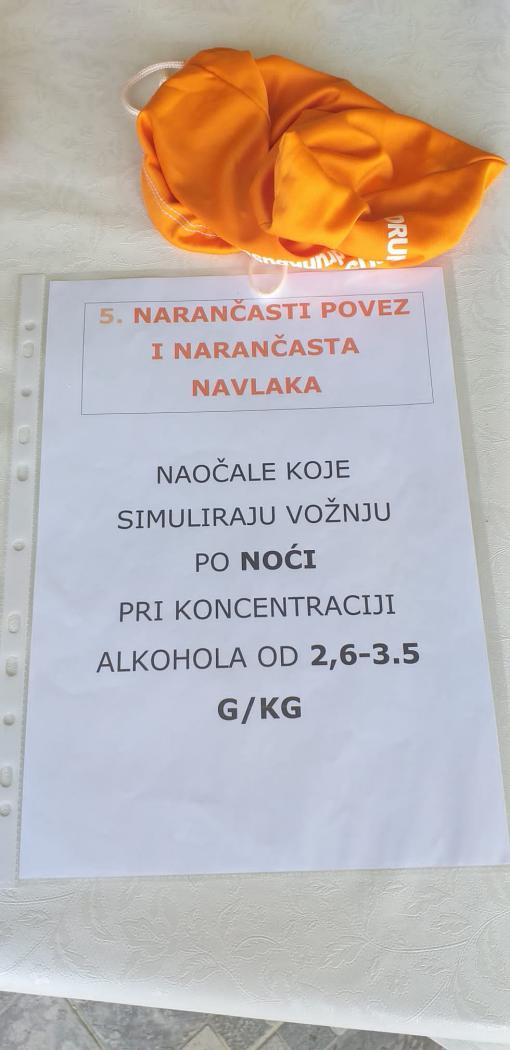 DRU
5. NARANČASTI POVEZ
I NARANČASTA
NAVLAKA
NAOČALE KOJE
SIMULIRAJU VOŽNJU
PO NOĆI
PRI KONCENTRACIJI
ALKOHOLA OD 2,6-3.5
G/KG